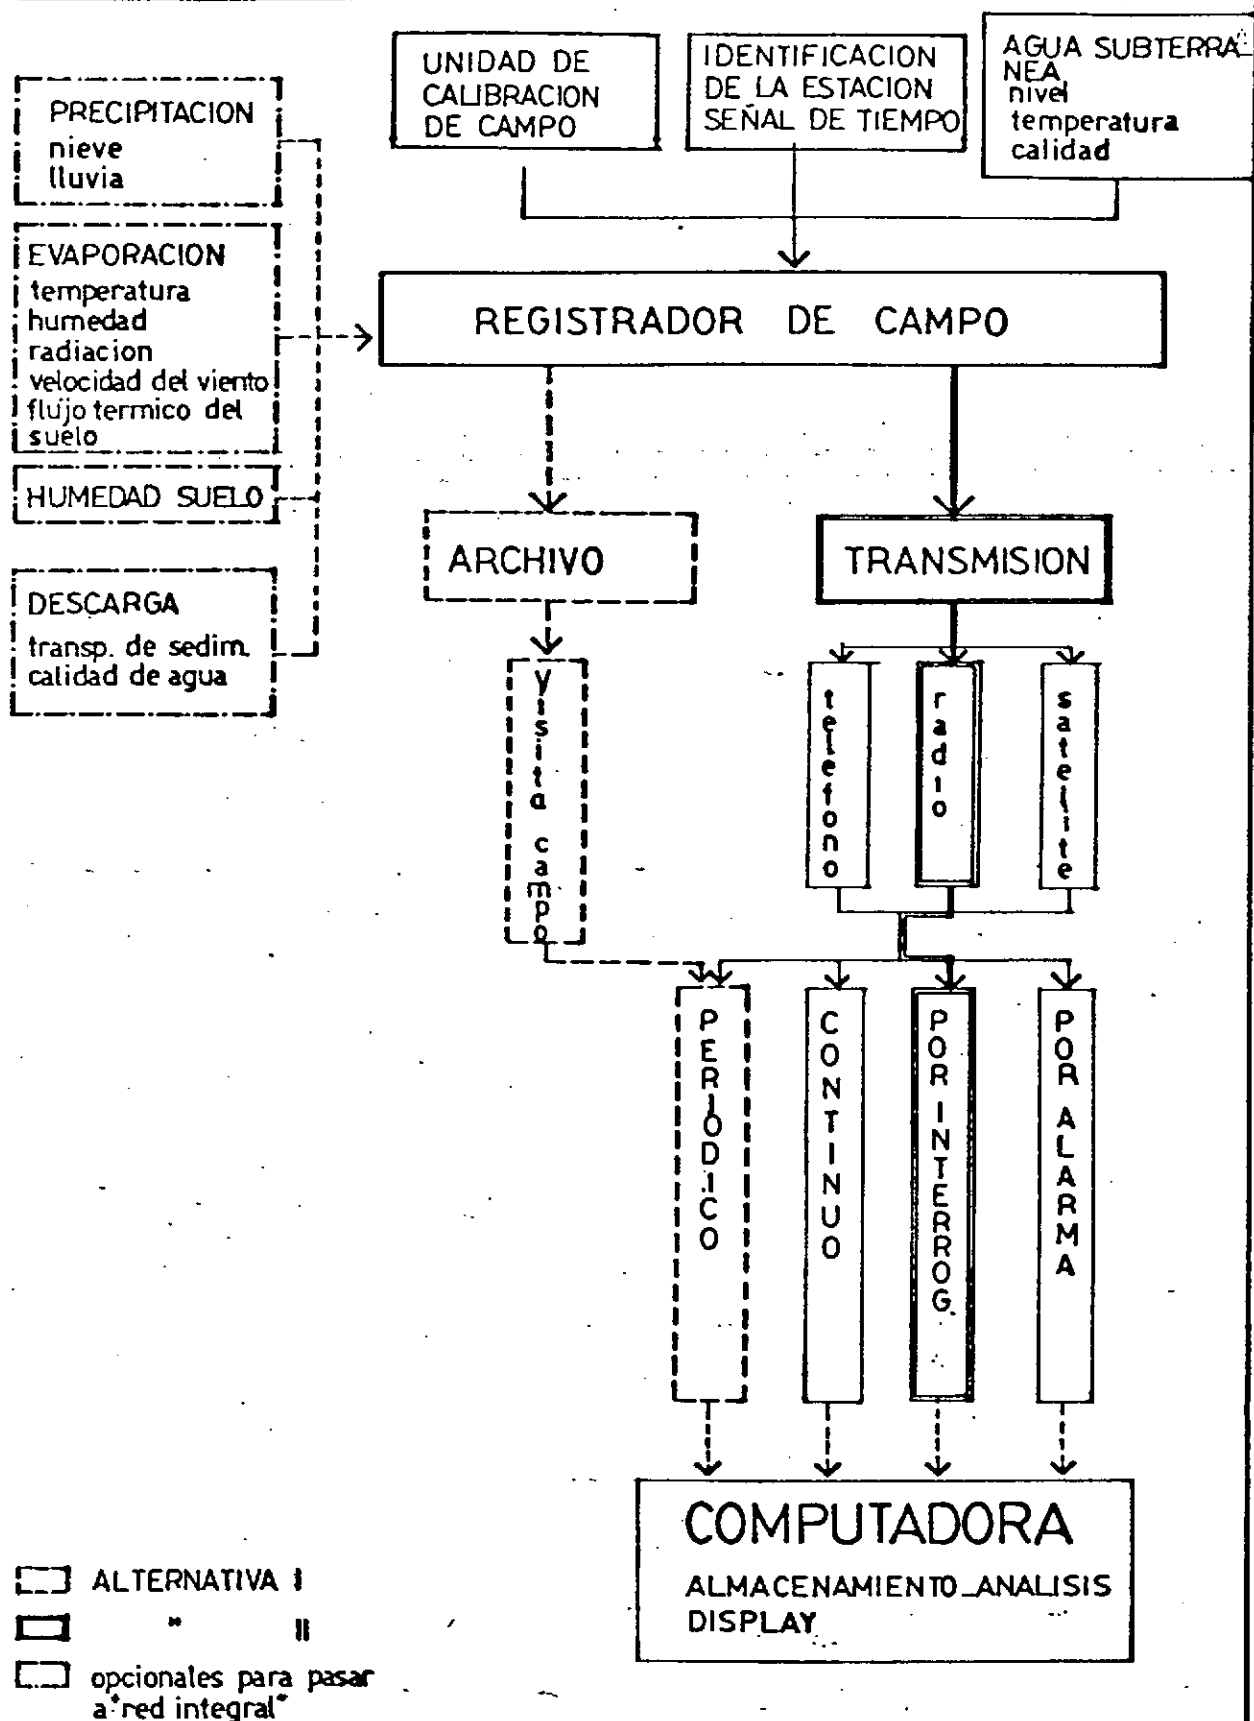 UNIDAD DE
CALIBRACION
DE CAMPO
IDENTIFICACION
DE LA ESTACION
SEÑAL DE TIEMPO
AGUA SUBTERRA
NEA
nivel
temperatura
calidad
PRECIPITACION
nieve
lluvia
EVAPORACION
temperatura
humedad
radiacion
velocidad del viento
flujo termico del
suelo
HUMEDAD SUELO
DESCARGA
transp. de sedim.
calidad de agua
REGISTRADOR DE CAMPO
ARCHIVO
TRANSMISION
visita campo
telefono
radio
satelite
PERIODICO
CONTINUO
POR INTERROG.
POR ALARMA
COMPUTADORA
ALMACENAMIENTO_ANALISIS
DISPLAY
ALTERNATIVA I
" II
opcionales para pasar
a "red integral"